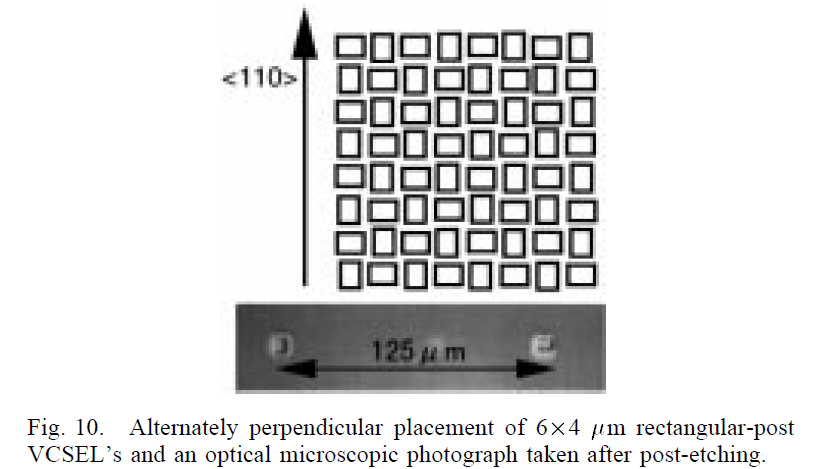 <110>
125 μm
Fig. 10. Alternately perpendicular placement of 6×4 μm rectangular-post
VCSEL's and an optical microscopic photograph taken after post-etching.